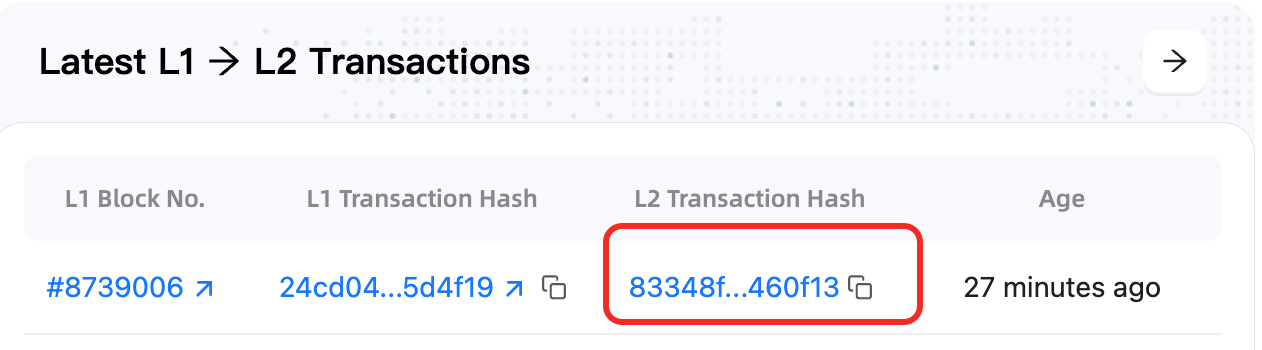 Latest L1 → L2 Transactions →
L1 Block No. L1 Transaction Hash L2 Transaction Hash Age
#8739006 ↗ 24cd04...5d4f19 ↗ 83348f...460f13 27 minutes ago